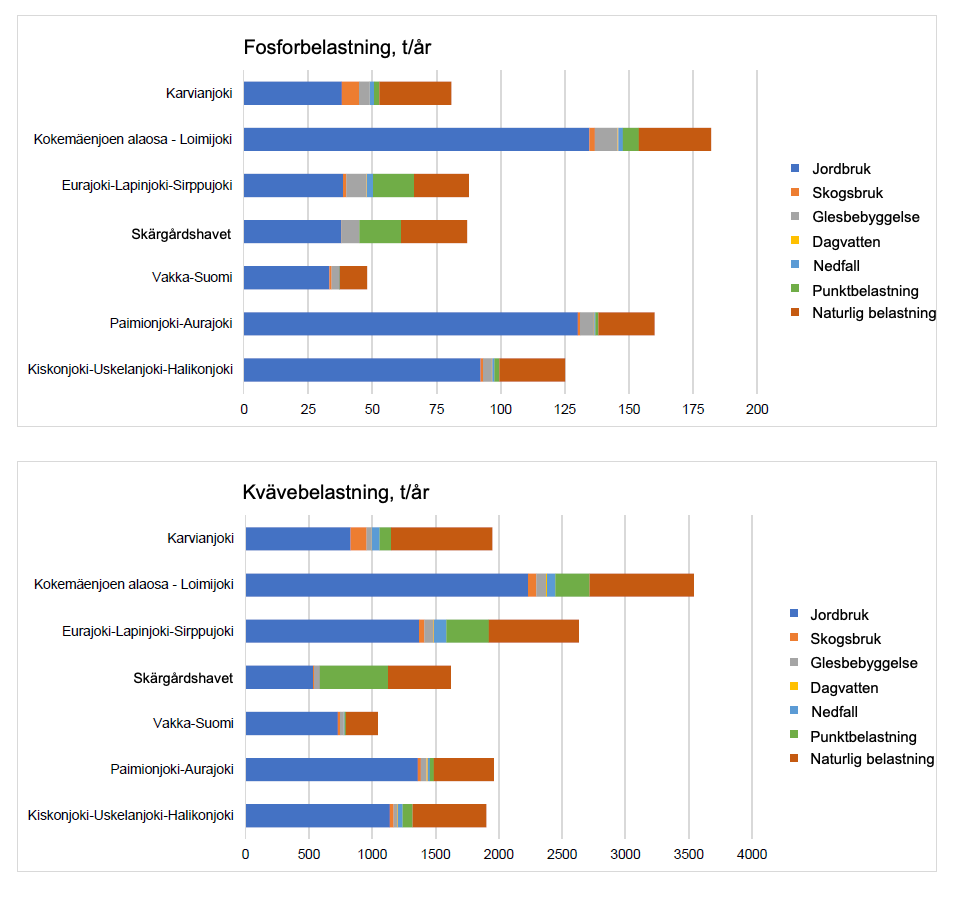 Fosforbelastning, t/år
Karvianjoki
Kokemäenjoen alaosa - Loimijoki
Eurajoki-Lapinjoki-Sirppujoki
Skärgårdshavet
Vakka-Suomi
Paimionjoki-Aurajoki
Kiskonjoki-Uskelanjoki-Halikonjoki
0 25 50 75 100 125 150 175 200
Jordbruk
Skogsbruk
Glesbebyggelse
Dagvatten
Nedfall
Punktbelastning
Naturlig belastning
Kvävebelastning, t/år
Karvianjoki
Kokemäenjoen alaosa - Loimijoki
Eurajoki-Lapinjoki-Sirppujoki
Skärgårdshavet
Vakka-Suomi
Paimionjoki-Aurajoki
Kiskonjoki-Uskelanjoki-Halikonjoki
0 500 1000 1500 2000 2500 3000 3500 4000
Jordbruk
Skogsbruk
Glesbebyggelse
Dagvatten
Nedfall
Punktbelastning
Naturlig belastning